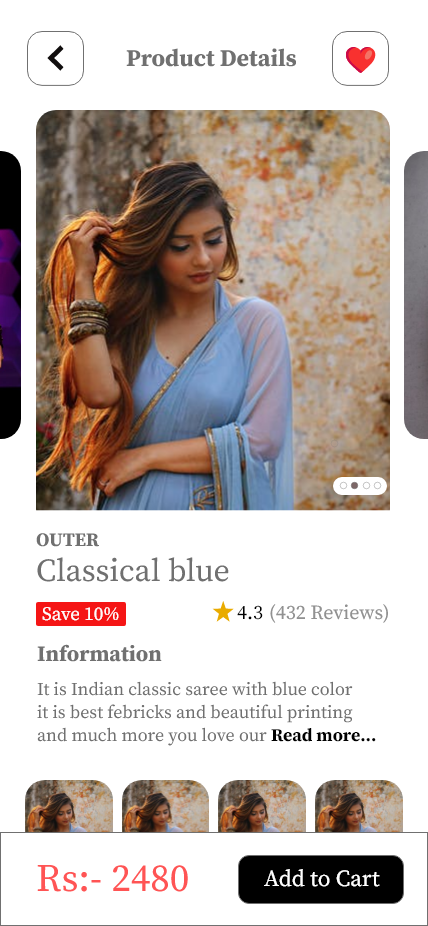 Product Details
OUTER
Classical blue
Save 10%
4.3 (432 Reviews)
Information
It is Indian classic saree with blue color
it is best febricks and beautiful printing
and much more you love our Read more...
Rs:- 2480
Add to Cart